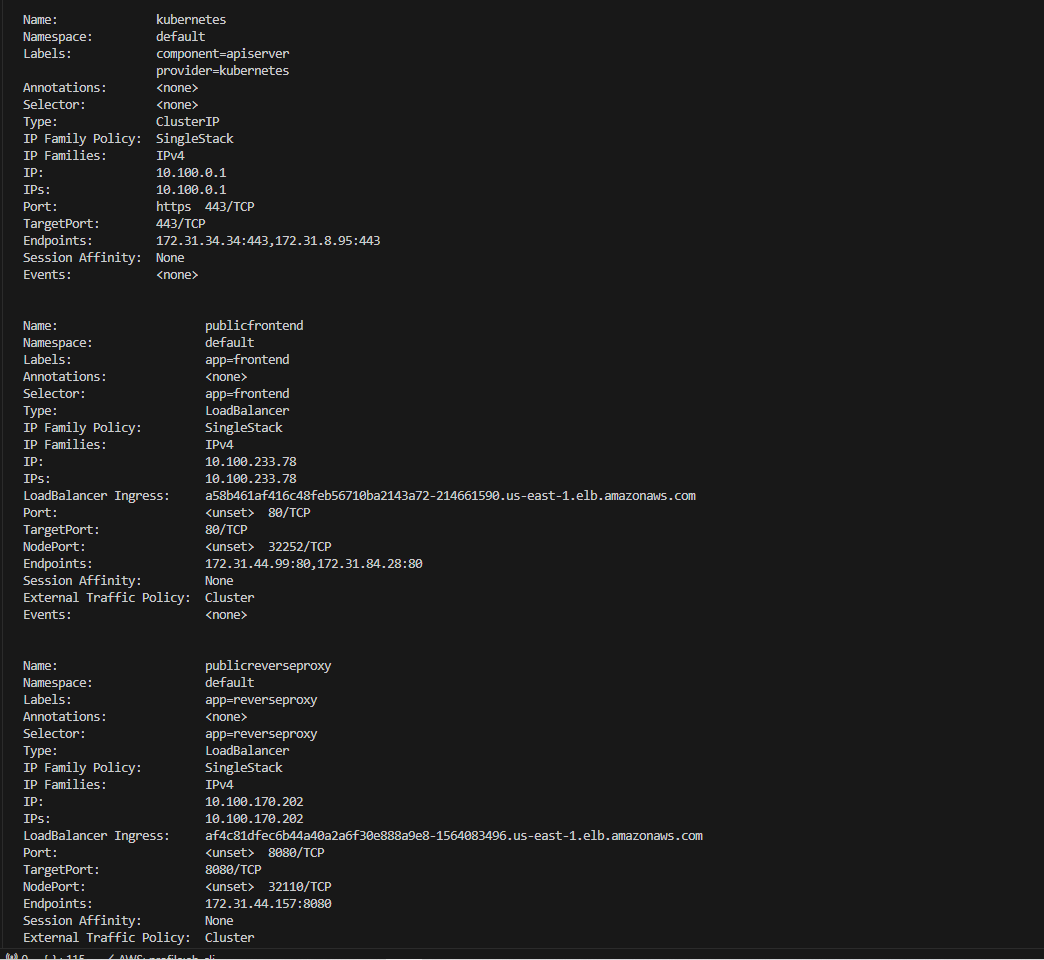 Name:              kubernetes
Namespace:         default
Labels:            component=apiserver
                   provider=kubernetes
Annotations:       <none>
Selector:          <none>
Type:              ClusterIP
IP Family Policy:  SingleStack
IP Families:       IPv4
IP:                10.100.0.1
IPs:               10.100.0.1
Port:              https  443/TCP
TargetPort:        443/TCP
Endpoints:         172.31.34.34:443,172.31.8.95:443
Session Affinity:  None
Events:            <none>
Name:                     publicfrontend
Namespace:                default
Labels:                   app=frontend
Annotations:              <none>
Selector:                 app=frontend
Type:                     LoadBalancer
IP Family Policy:         SingleStack
IP Families:              IPv4
IP:                       10.100.233.78
IPs:                      10.100.233.78
LoadBalancer Ingress:     a58b461af416c48feb56710ba2143a72-214661590.us-east-1.elb.amazonaws.com
Port:                     <unset>  80/TCP
TargetPort:               80/TCP
NodePort:                 <unset>  32252/TCP
Endpoints:                172.31.44.99:80,172.31.84.28:80
Session Affinity:         None
External Traffic Policy:  Cluster
Events:                   <none>
Name:                     publicreverseproxy
Namespace:                default
Labels:                   app=reverseproxy
Annotations:              <none>
Selector:                 app=reverseproxy
Type:                     LoadBalancer
IP Family Policy:         SingleStack
IP Families:              IPv4
IP:                       10.100.170.202
IPs:                      10.100.170.202
LoadBalancer Ingress:     af4c81dfec6b44a40a2a6f30e888a9e8-1564083496.us-east-1.elb.amazonaws.com
Port:                     <unset>  8080/TCP
TargetPort:               8080/TCP
NodePort:                 <unset>  32110/TCP
Endpoints:                172.31.44.157:8080
Session Affinity:         None
External Traffic Policy:  Cluster